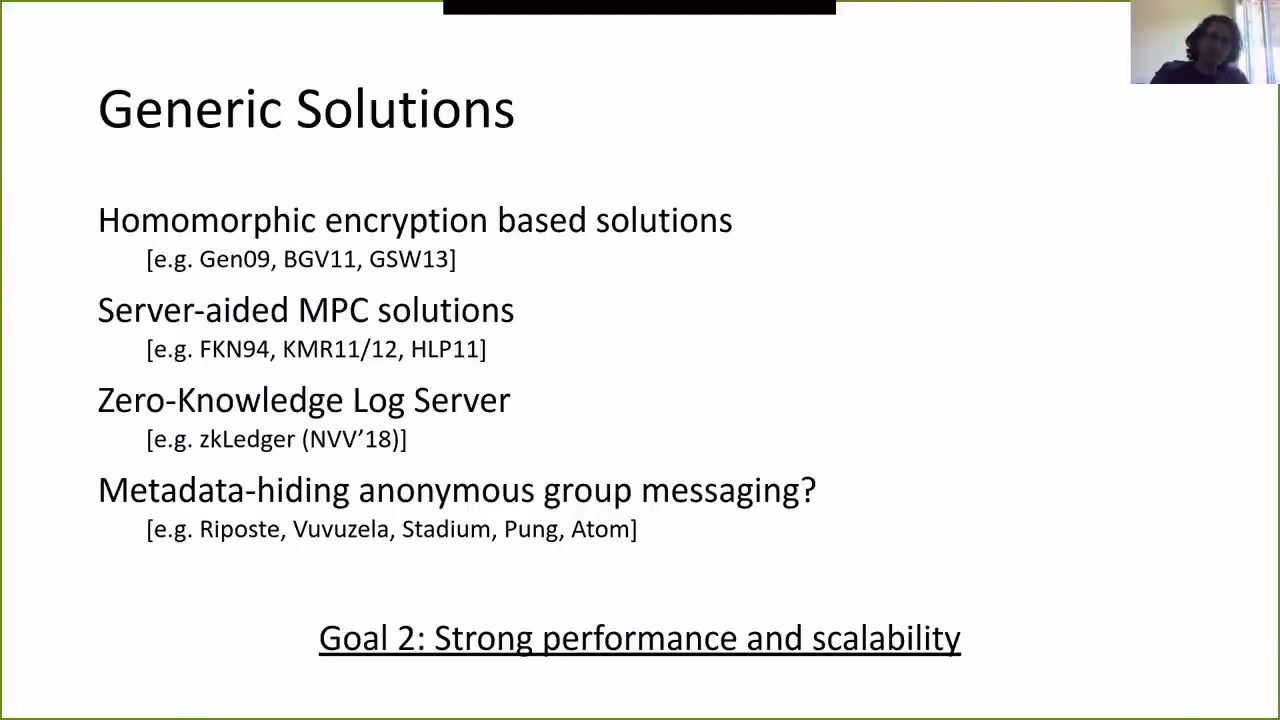 Generic Solutions
Homomorphic encryption based solutions
[e.g. Gen09, BGV11, GSW13]
Server-aided MPC solutions
[e.g. FKN94, KMR11/12, HLP11]
Zero-Knowledge Log Server
[e.g. zkLedger (NVV’18)]
Metadata-hiding anonymous group messaging?
[e.g. Riposte, Vuvuzela, Stadium, Pung, Atom]
Goal 2: Strong performance and scalability